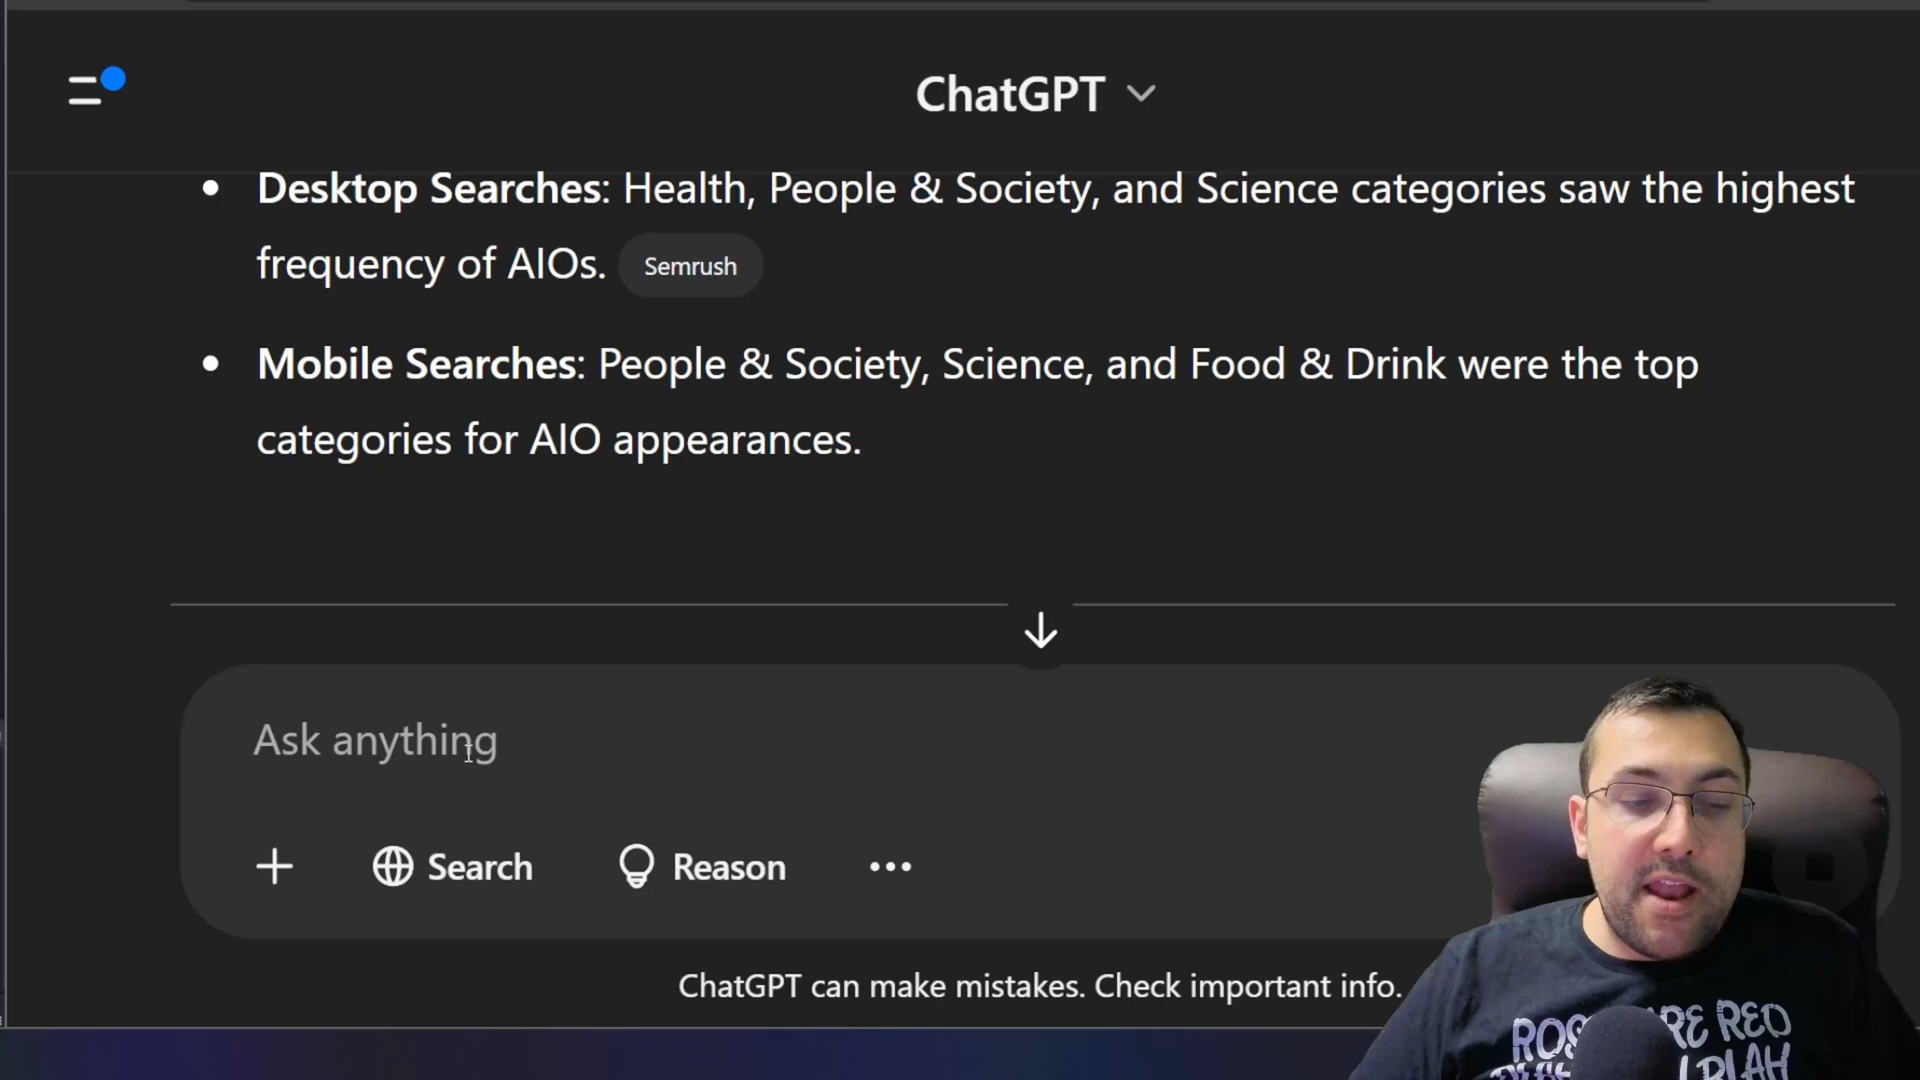 ChatGPT
• Desktop Searches: Health, People & Society, and Science categories saw the highest
frequency of AIOs. Semrush
• Mobile Searches: People & Society, Science, and Food & Drink were the top
categories for AIO appearances.
Ask anything
Search Reason
ChatGPT can make mistakes. Check important info.
RE RED